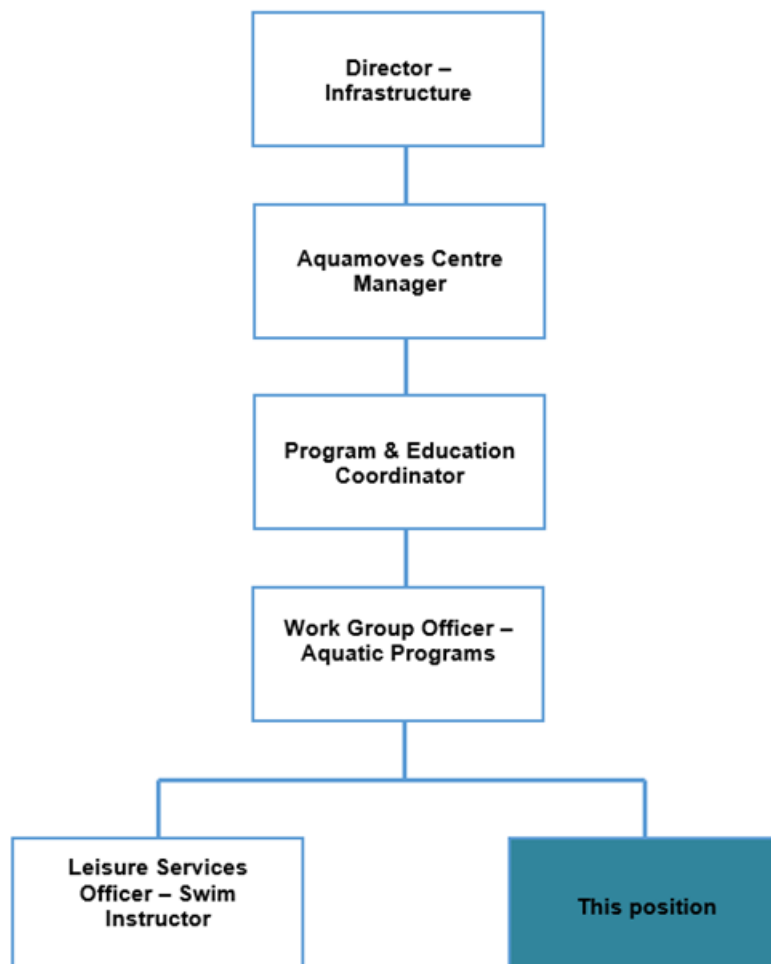 Director –
Infrastructure
Aquamoves Centre
Manager
Program & Education
Coordinator
Work Group Officer –
Aquatic Programs
Leisure Services
Officer – Swim
Instructor
This position